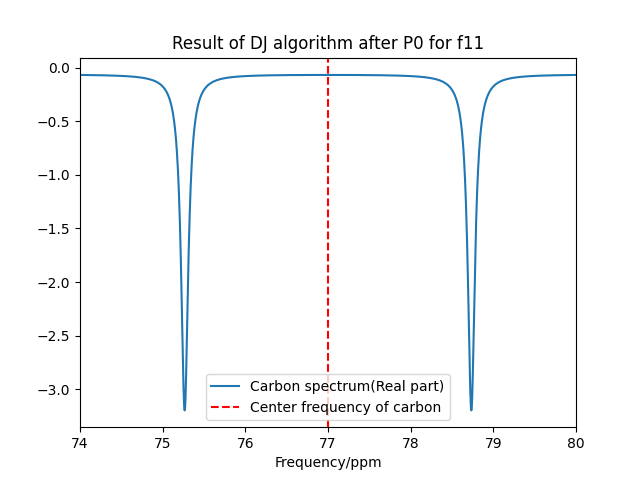 Result of DJ algorithm after P0 for f11
0.0
−0.5
−1.0
−1.5
−2.0
−2.5
−3.0
Carbon spectrum(Real part)
Center frequency of carbon
74 75 76 77 78 79 80
Frequency/ppm